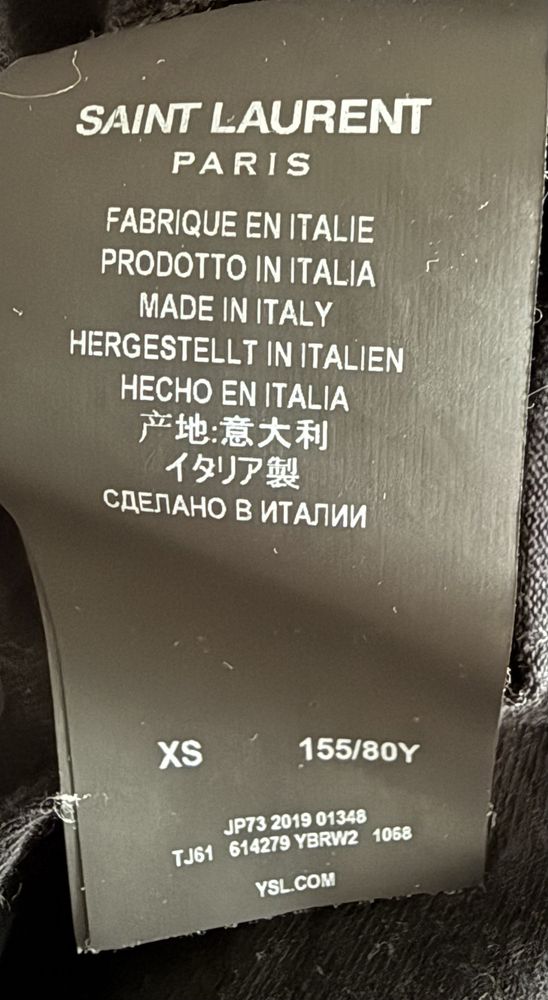 SAINT LAURENT
PARIS
FABRIQUE EN ITALIE
PRODOTTO IN ITALIA
MADE IN ITALY
HERGESTELLT IN ITALIEN
HECHO EN ITALIA
产地:意大利
イタリア製
СДЕЛАНО В ИТАЛИИ
XS 155/80Y
JP73 2019 01348
TJ61 614279 YBRW2 1068
YSL.COM